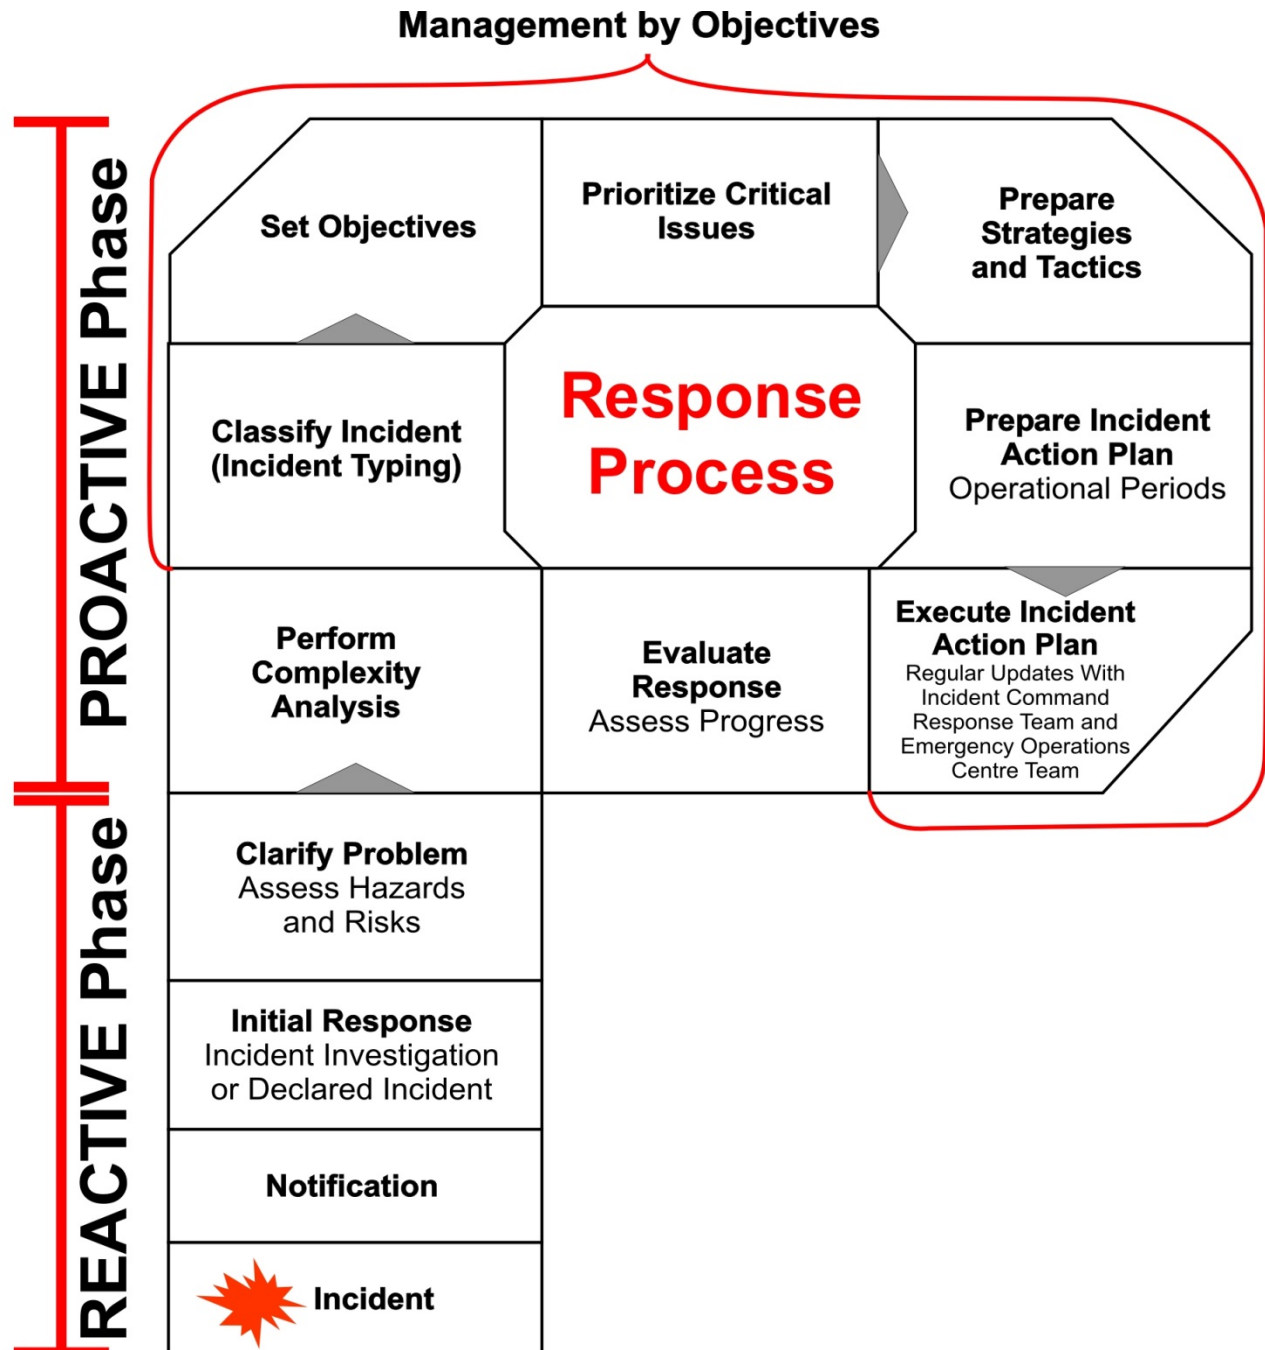 Management by Objectives
PROACTIVE Phase
Set Objectives
Prioritize Critical
Issues
Prepare
Strategies
and Tactics
Classify Incident
(Incident Typing)
Response
Process
Prepare Incident
Action Plan
Operational Periods
Perform
Complexity
Analysis
Evaluate
Response
Assess Progress
Execute Incident
Action Plan
Regular Updates With
Incident Command
Response Team and
Emergency Operations
Centre Team
REACTIVE Phase
Clarify Problem
Assess Hazards
and Risks
Initial Response
Incident Investigation
or Declared Incident
Notification
Incident